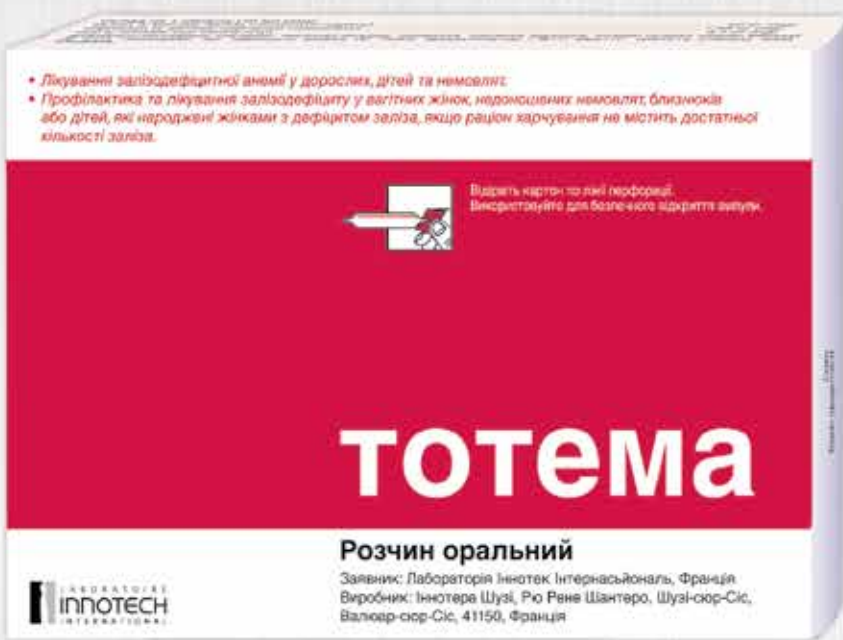 • Лікування залізодефіцитної анемії у дорослих, дітей та немовлят.
• Профілактика та лікування залізодефіциту у вагітних жінок, недоношених немовлят, близнюків
або дітей, які народжені жінками з дефіцитом заліза, якщо раціон харчування не містить достатньої
кількості заліза.
Відірвіть картон по лінії перфорації.
Використовуйте для безпечного відкриття ампули.
тотема
Розчин оральний
Заявник: Лабораторія Іннотек Інтернасьйональ, Франція
Виробник: Іннотера Шузі, Рю Рене Шантеро, Шузі-сюр-Сіс,
Валлуар-сюр-Сіс, 41150, Франція
LABORATOIRE
INNOTECH
INTERNATIONAL